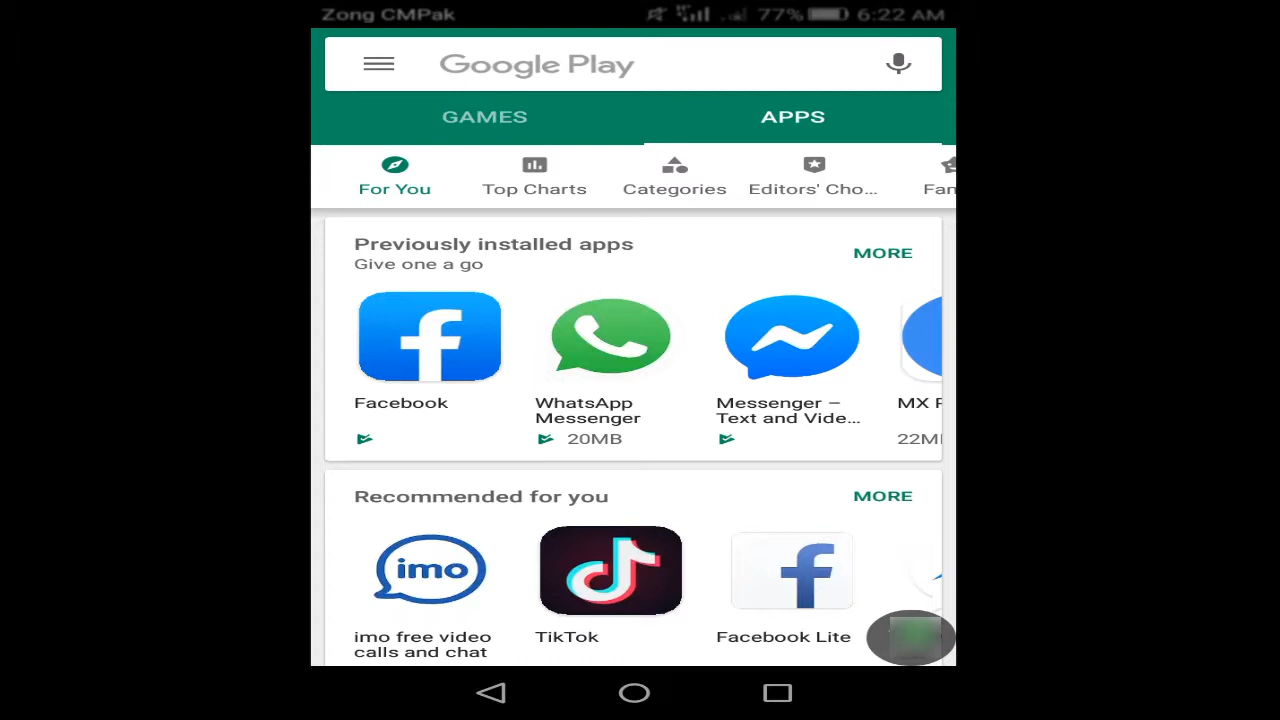 Zong CMPak 77% 6:22 AM
Google Play
GAMES APPS
For You Top Charts Categories Editors' Cho... Fan
Previously installed apps
Give one a go
MORE
Facebook
WhatsApp
Messenger
20MB
Messenger –
Text and Vide...
MX
22M
Recommended for you
MORE
imo
imo free video
calls and chat
TikTok
Facebook Lite